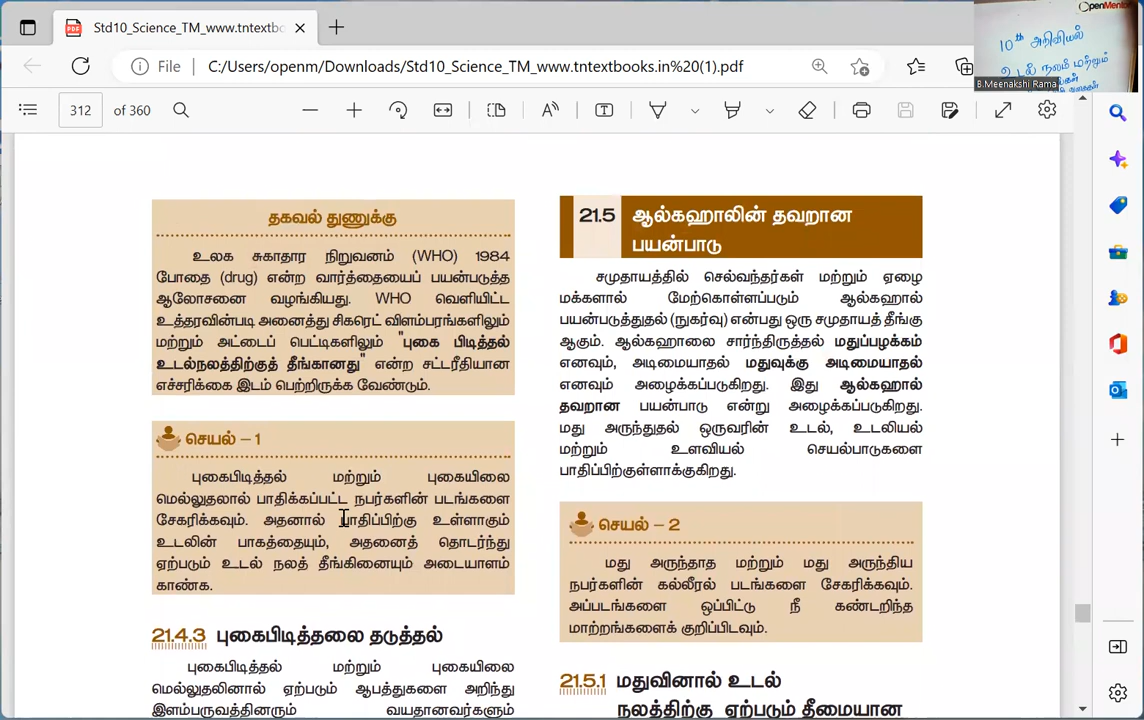 Std10_Science_TM_www.tntextbo
File
C:/Users/openm/Downloads/Std10_Science_TM_www.tntextbooks.in%20(1).pdf
OpenMentor
10th அறிவியல்
உடல் நலம் மற்றும்
B.Meenakshi Rama
312 of 360
தகவல் துணுக்கு
உலக சுகாதார நிறுவனம் (WHO) 1984
போதை (drug) என்ற வார்த்தையைப் பயன்படுத்த
ஆலோசனை வழங்கியது. WHO வெளியிட்ட
உத்தரவின்படி அனைத்து சிகரெட் விளம்பரங்களிலும்
மற்றும் அட்டைப் பெட்டிகளிலும் "புகை பிடித்தல்
உடல்நலத்திற்குத் தீங்கானது" என்ற சட்டரீதியான
எச்சரிக்கை இடம் பெற்றிருக்க வேண்டும்.
செயல் – 1
புகைபிடித்தல் மற்றும் புகையிலை
மெல்லுதலால் பாதிக்கப்பட்ட நபர்களின் படங்களை
சேகரிக்கவும். அதனால் பாதிப்பிற்கு உள்ளாகும்
உடலின் பாகத்தையும், அதனைத் தொடர்ந்து
ஏற்படும் உடல் நலத் தீங்கினையும் அடையாளம்
காண்க.
21.4.3 புகைபிடித்தலை தடுத்தல்
புகைபிடித்தல் மற்றும் புகையிலை
மெல்லுதலினால் ஏற்படும் ஆபத்துகளை அறிந்து
இளம்பருவத்தினரும் வயதானவர்களும்
21.5 ஆல்கஹாலின் தவறான
பயன்பாடு
சமுதாயத்தில் செல்வந்தர்கள் மற்றும் ஏழை
மக்களால் மேற்கொள்ளப்படும் ஆல்கஹால்
பயன்படுத்துதல் (நுகர்வு) என்பது ஒரு சமுதாயத் தீங்கு
ஆகும். ஆல்கஹாலை சார்ந்திருத்தல் மதுப்பழக்கம்
எனவும், அடிமையாதல் மதுவுக்கு அடிமையாதல்
எனவும் அழைக்கப்படுகிறது. இது ஆல்கஹால்
தவறான பயன்பாடு என்று அழைக்கப்படுகிறது.
மது அருந்துதல் ஒருவரின் உடல், உடலியல்
மற்றும் உளவியல் செயல்பாடுகளை
பாதிப்பிற்குள்ளாக்குகிறது.
செயல் – 2
மது அருந்தாத மற்றும் மது அருந்திய
நபர்களின் கல்லீரல் படங்களை சேகரிக்கவும்.
அப்படங்களை ஒப்பிட்டு நீ கண்டறிந்த
மாற்றங்களைக் குறிப்பிடவும்.
21.5.1 மதுவினால் உடல்
நலத்திற்கு ஏற்படும் தீமையான